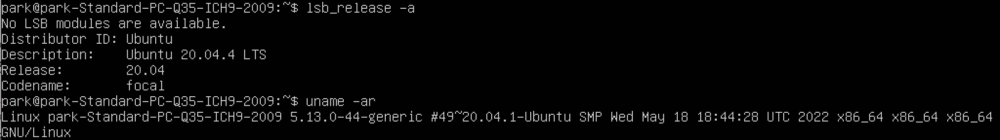 park@park-Standard-PC-Q35-ICH9-2009:~$ lsb_release -a
No LSB modules are available.
Distributor ID: Ubuntu
Description:    Ubuntu 20.04.4 LTS
Release:        20.04
Codename:       focal
park@park-Standard-PC-Q35-ICH9-2009:~$ uname -ar
Linux park-Standard-PC-Q35-ICH9-2009 5.13.0-44-generic #49~20.04.1-Ubuntu SMP Wed May 18 18:44:28 UTC 2022 x86_64 x86_64 x86_64
GNU/Linux